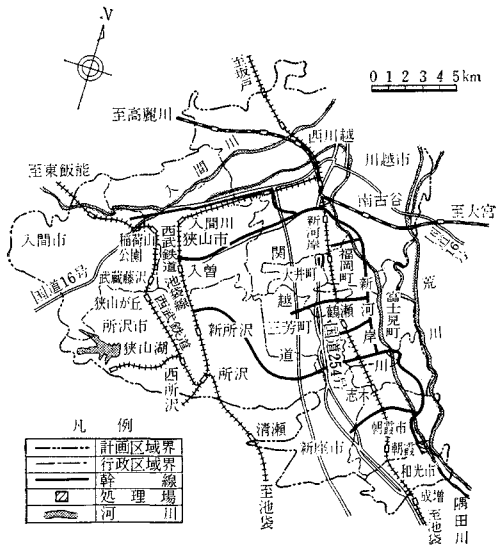 N
0 1 2 3 4 5km
至坂戸
至高麗川
西川越
川越市
至東飯能
入間川
南古谷
至大宮
国道16号
入間市
稲荷山
公園
入間川
狭山市
新河岸
福岡町
荒川
武蔵藤沢
入曽
関越道
大井町
新河岸川
富士見町
国道16号
狭山が丘
西武鉄道池袋線
西武鉄道
鶴瀬
所沢市
新所沢
三芳町
国道254号
狭山湖
所沢
西所沢
志木
朝霞市
清瀬
新座市
朝霞
和光市
成増
至池袋
至池袋
隅田川
凡例
計画区域界
行政区域界
幹線
処理場
河川